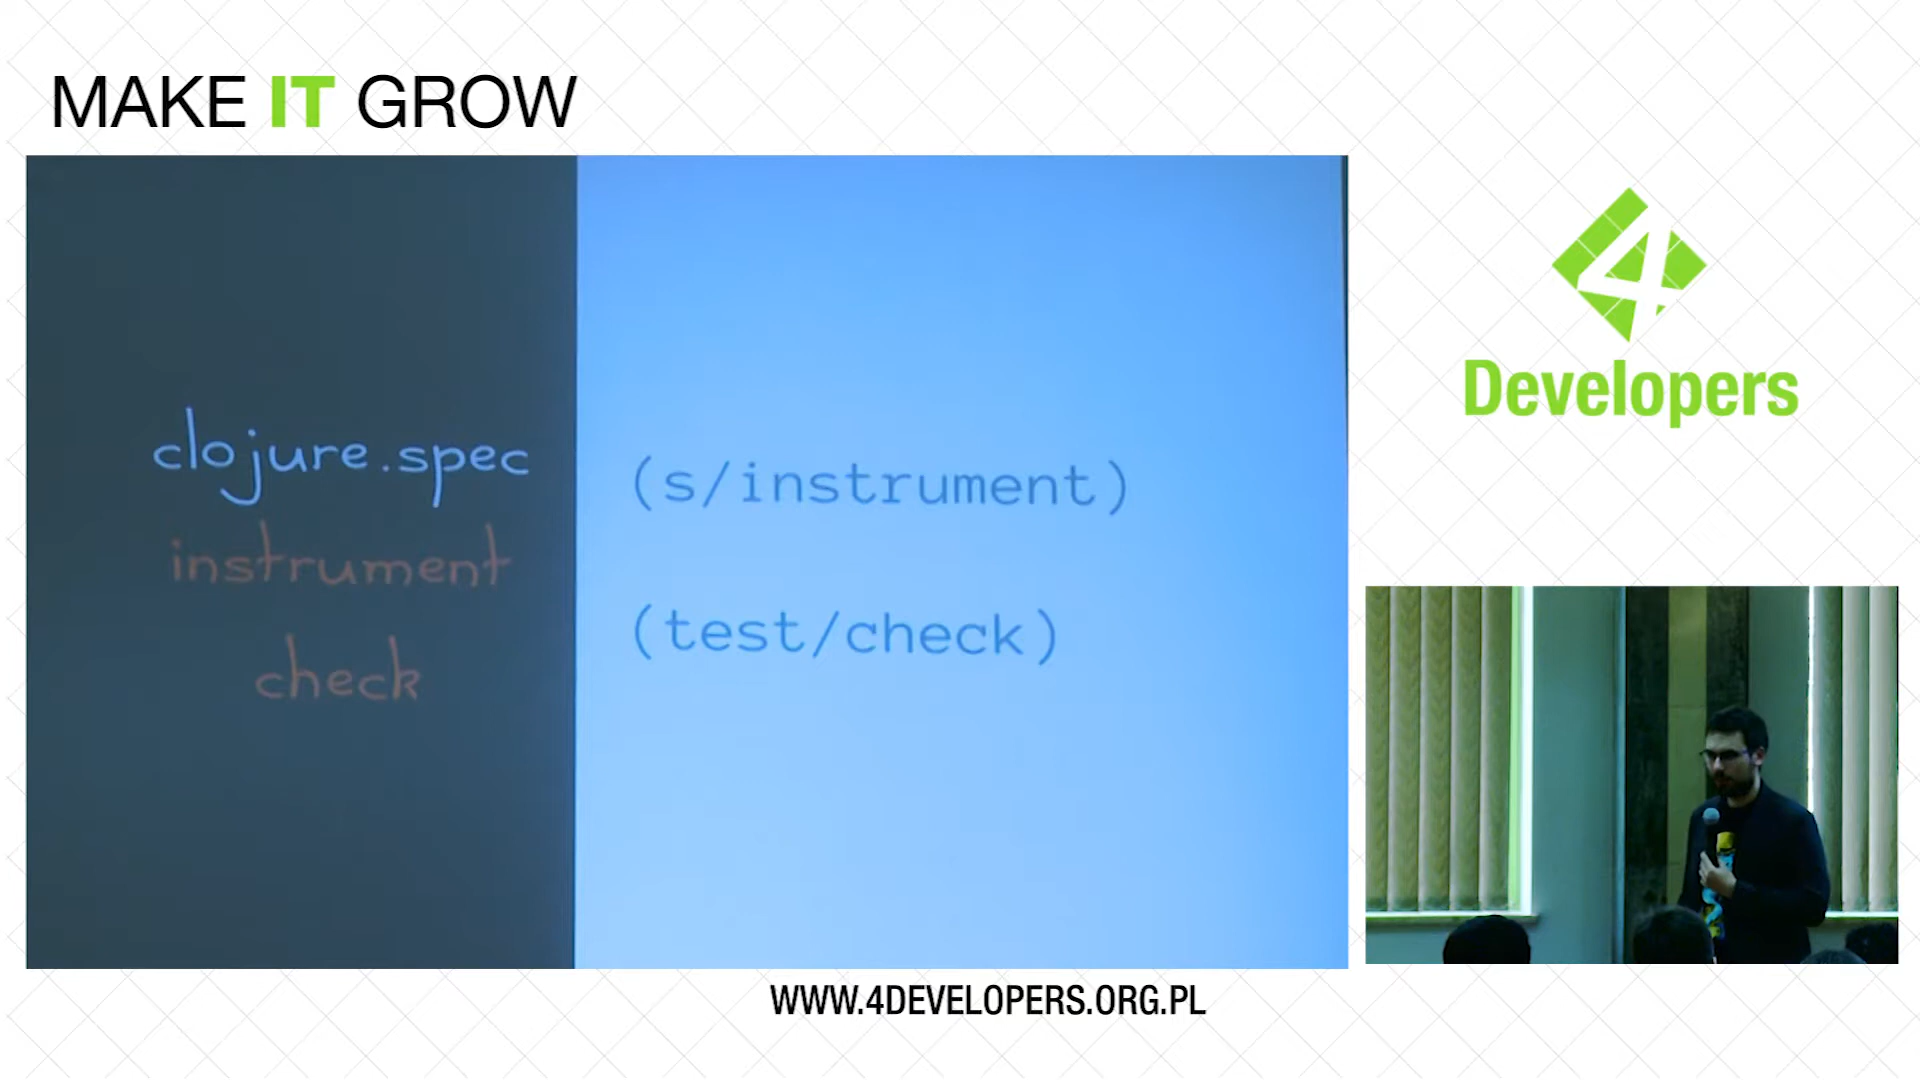 MAKE IT GROW
clojure.spec
instrument
check
(s/instrument)
(test/check)
4
Developers
WWW.4DEVELOPERS.ORG.PL